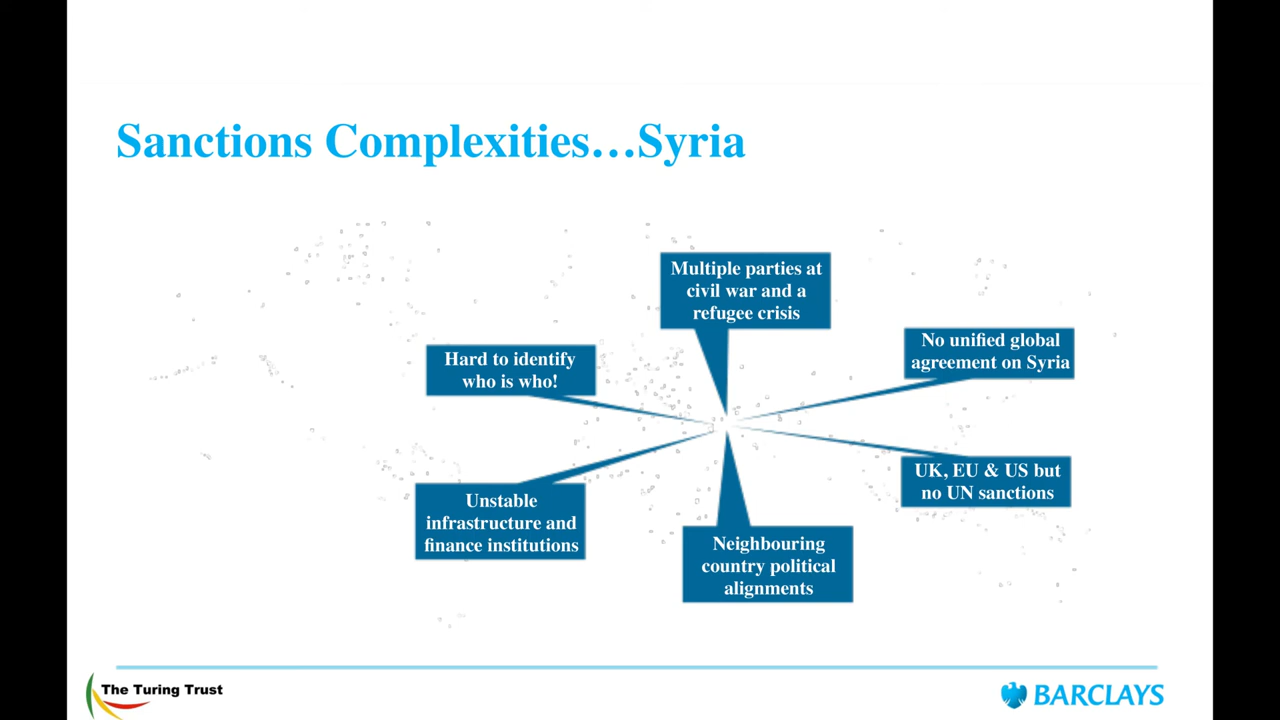 Sanctions Complexities…Syria
Multiple parties at
civil war and a
refugee crisis
No unified global
agreement on Syria
Hard to identify
who is who!
UK, EU & US but
no UN sanctions
Unstable
infrastructure and
finance institutions
Neighbouring
country political
alignments
The Turing Trust
BARCLAYS